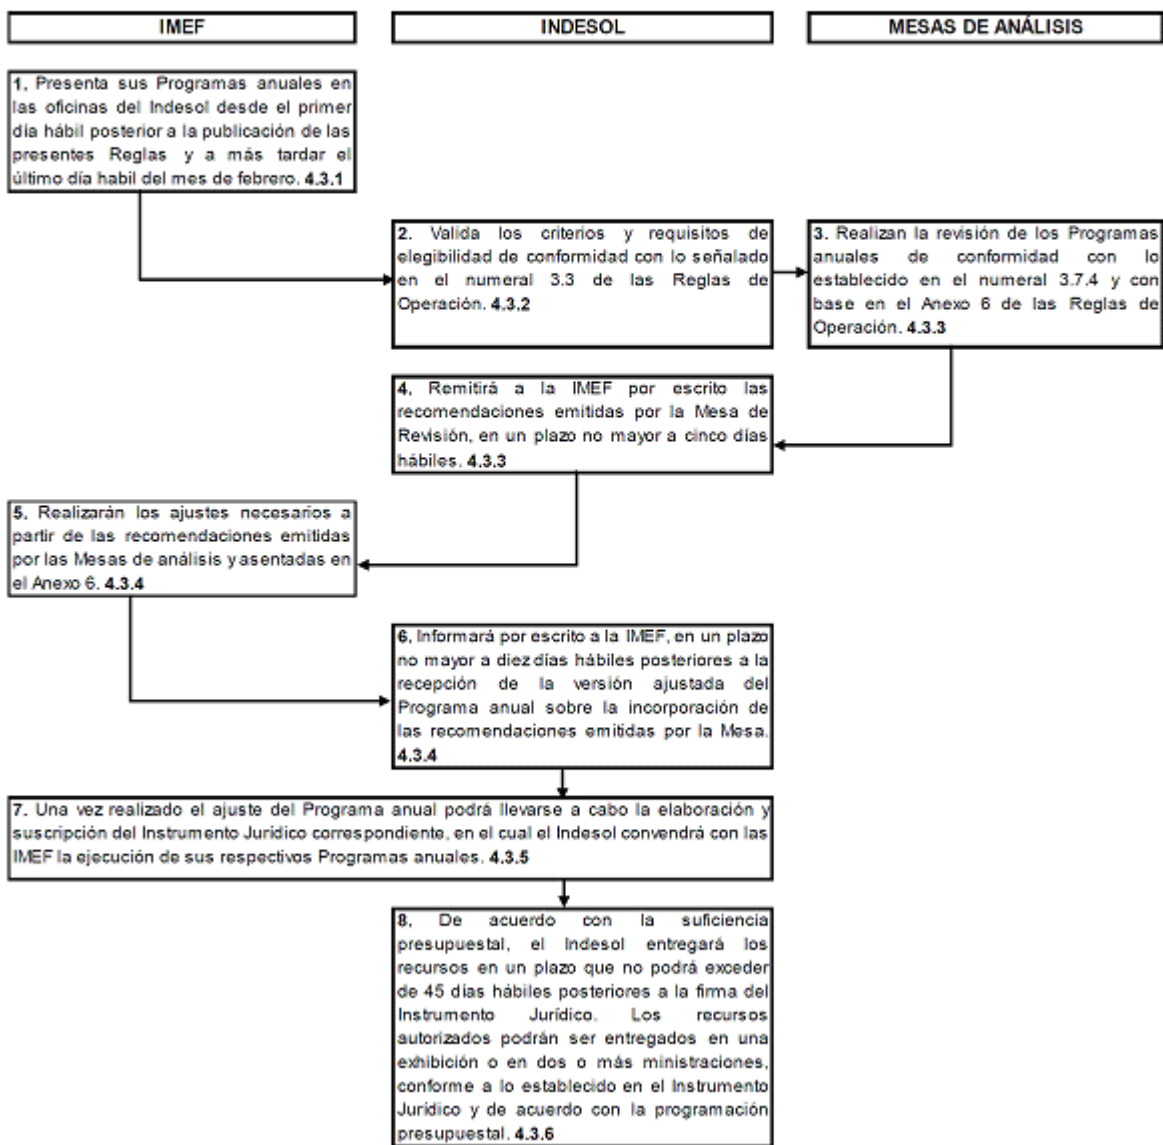 IMEF
INDESOL
MESAS DE ANÁLISIS
1. Presenta sus Programas anuales en
las oficinas del Indesol desde el primer
día hábil posterior a la publicación de las
presentes Reglas y a más tardar el
último día habil del mes de febrero. 4.3.1
2. Valida los criterios y requisitos de
elegibilidad de conformidad con lo señalado
en el numeral 3.3 de las Reglas de
Operación. 4.3.2
3. Realizan la revisión de los Programas
anuales de conformidad con lo
establecido en el numeral 3.7.4 y con
base en el Anexo 6 de las Reglas de
Operación. 4.3.3
4. Remitirá a la IMEF por escrito las
recomendaciones emitidas por la Mesa de
Revisión, en un plazo no mayor a cinco días
hábiles. 4.3.3
5. Realizarán los ajustes necesarios a
partir de las recomendaciones emitidas
por las Mesas de análisis y asentadas en
el Anexo 6. 4.3.4
6. Informará por escrito a la IMEF, en un plazo
no mayor a diez días hábiles posteriores a la
recepción de la versión ajustada del
Programa anual sobre la incorporación de
las recomendaciones emitidas por la Mesa.
4.3.4
7. Una vez realizado el ajuste del Programa anual podrá llevarse a cabo la elaboración y
suscripción del Instrumento Jurídico correspondiente, en el cual el Indesol convendrá con las
IMEF la ejecución de sus respectivos Programas anuales. 4.3.5
8. De acuerdo con la suficiencia
presupuestal, el Indesol entregará los
recursos en un plazo que no podrá exceder
de 45 días hábiles posteriores a la firma del
Instrumento Jurídico. Los recursos
autorizados podrán ser entregados en una
exhibición o en dos o más ministraciones,
conforme a lo establecido en el Instrumento
Jurídico y de acuerdo con la programación
presupuestal. 4.3.6